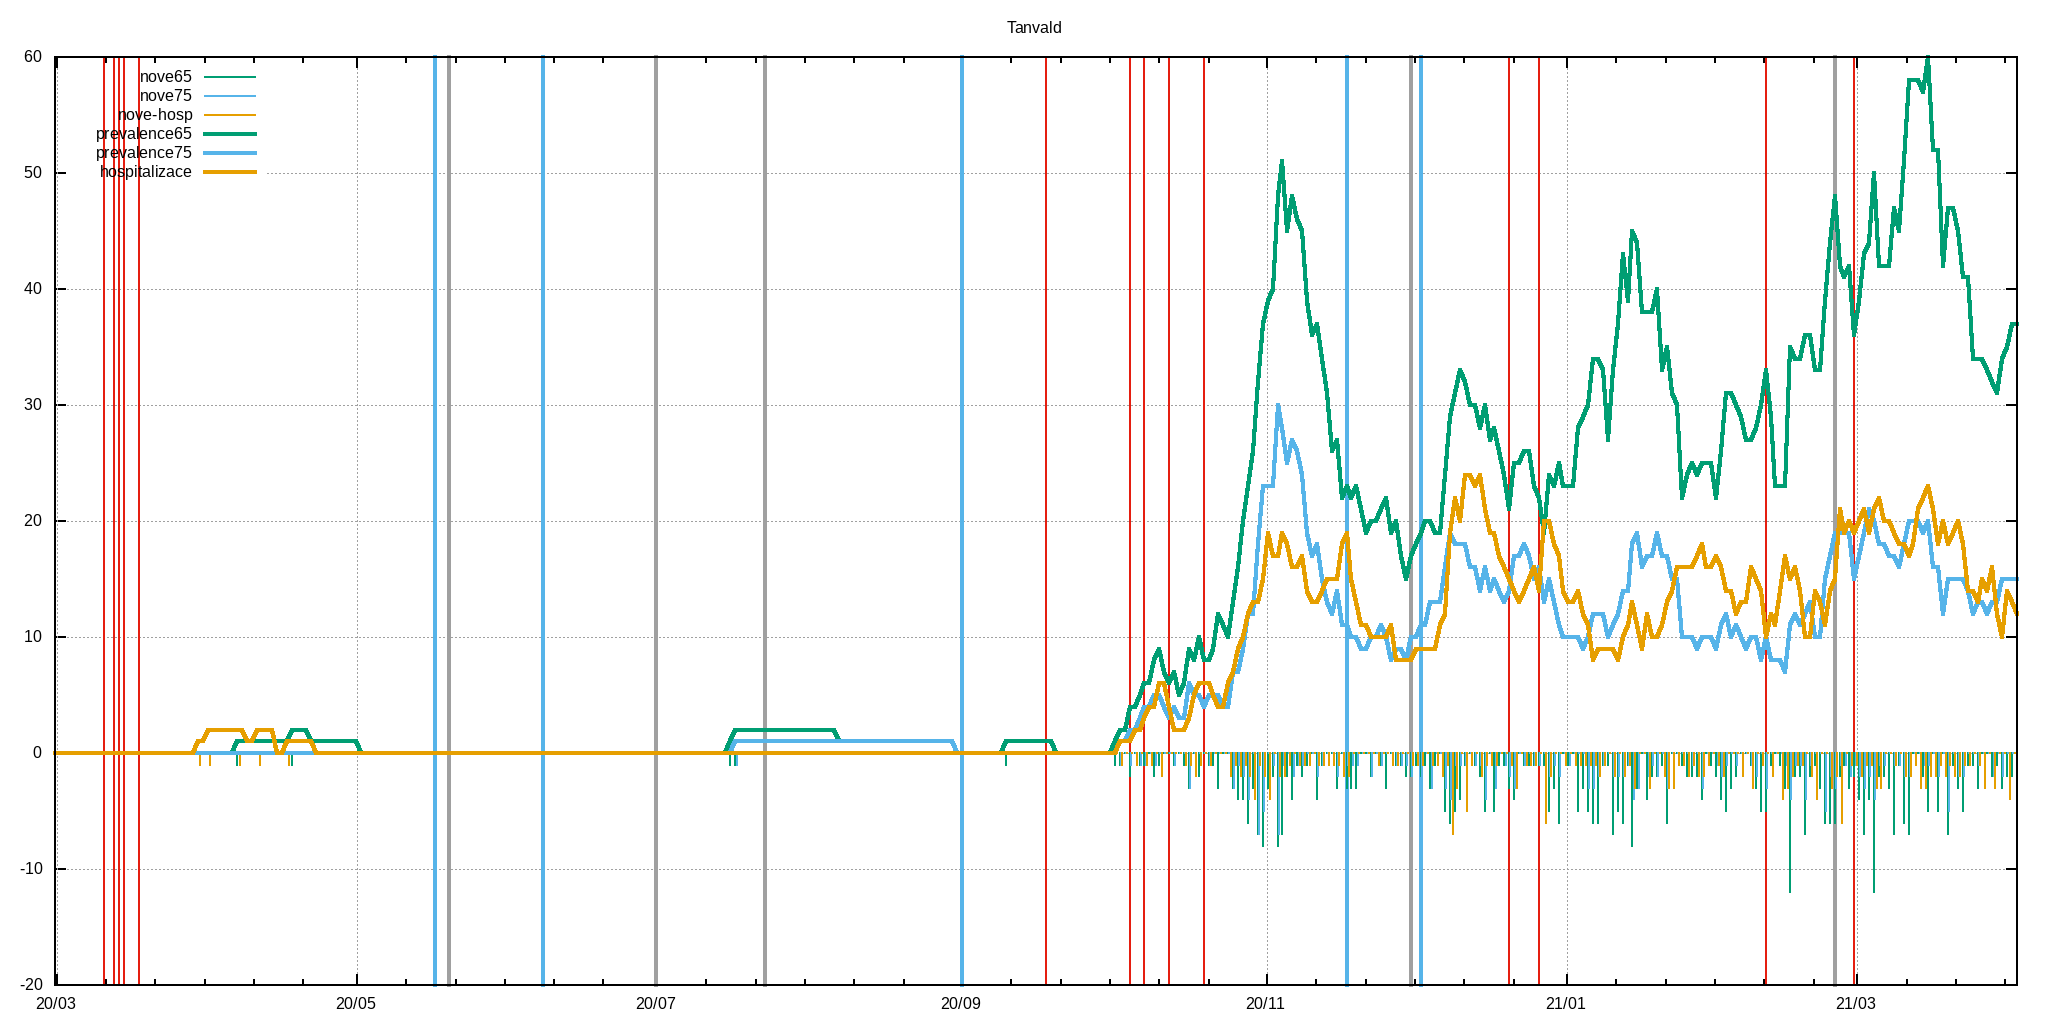 Tanvald
60
50
40
30
20
10
0
-10
-20
nove65
nove75
nove-hosp
prevalence65
prevalence75
hospitalizace
20/03 20/05 20/07 20/09 20/11 21/01 21/03